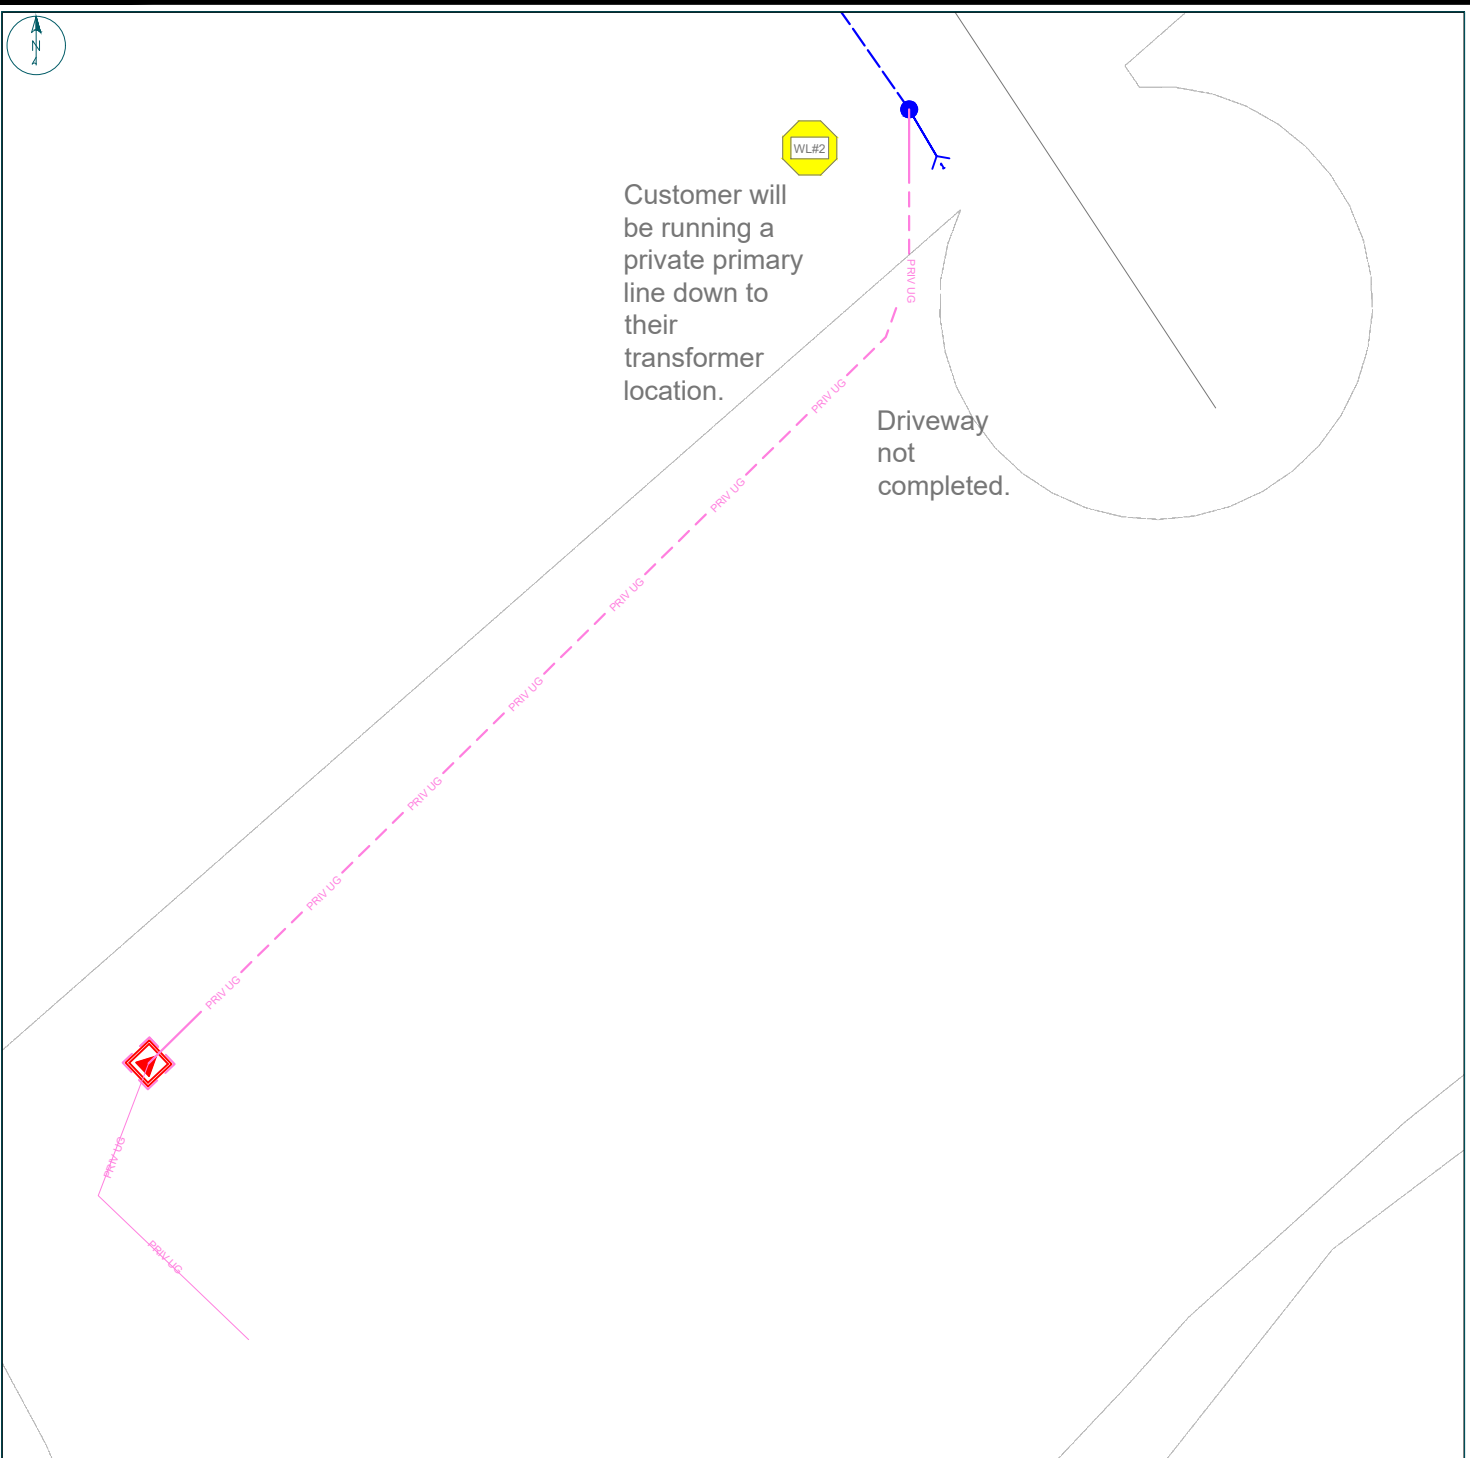 N
WL#2
Customer will
be running a
private primary
line down to
their
transformer
location.
PRIV UG
PRIV UG
Driveway
not
completed.
PRIV UG
PRIV UG
PRIV UG
PRIV UG
PRIV UG
PRIV UG
PRIV UG
PRIV UG